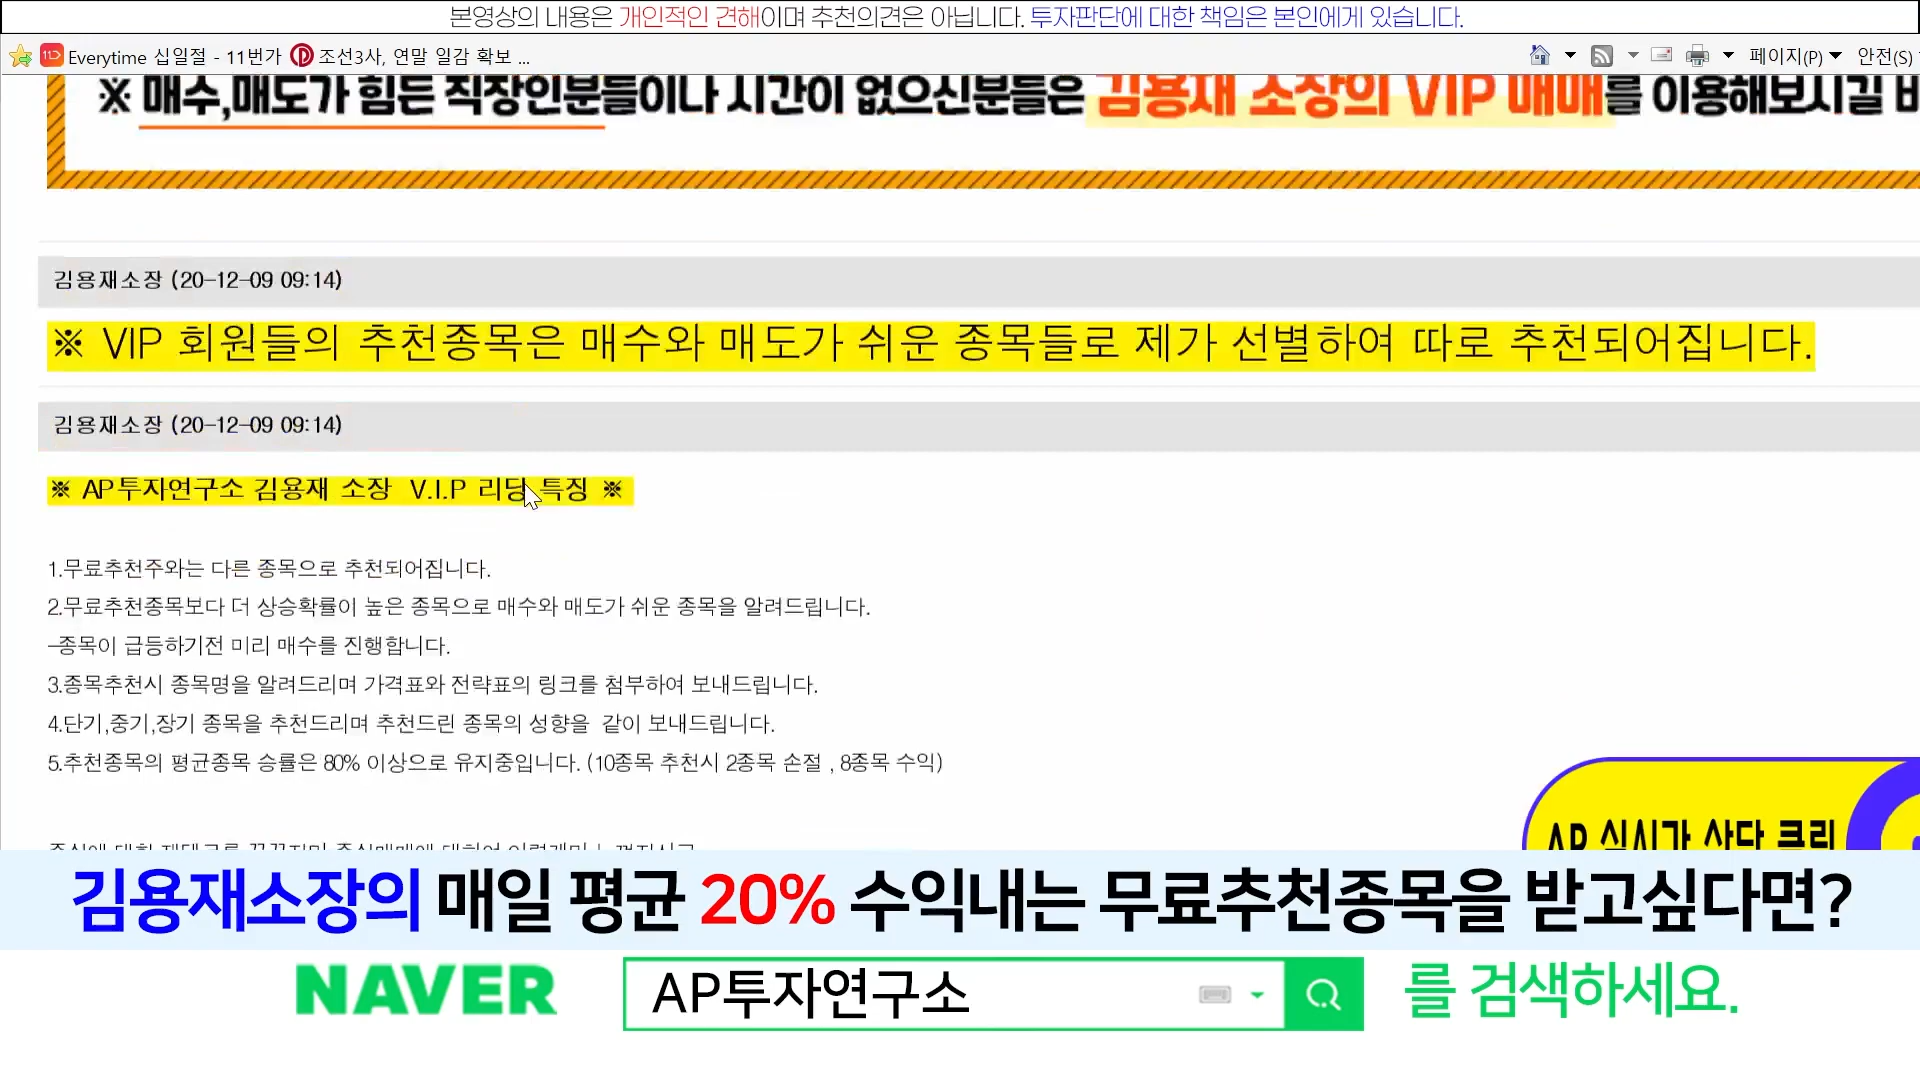 본영상의 내용은 개인적인 견해이며 추천의견은 아닙니다. 투자판단에 대한 책임은 본인에게 있습니다.
Everytime 십일절 - 11번가 조선3사, 연말 일감 확보 ... 페이지(P) 안전(S)
※ 매수,매도가 힘든 직장인분들이나 시간이 없으신분들은 김용재 소장의 VIP 매매를 이용해보시길
김용재소장 (20-12-09 09:14)
※ VIP 회원들의 추천종목은 매수와 매도가 쉬운 종목들로 제가 선별하여 따로 추천되어집니다.
김용재소장 (20-12-09 09:14)
※ AP투자연구소 김용재 소장 V.I.P 리딩 특징 ※
1.무료추천주와는 다른 종목으로 추천되어집니다.
2.무료추천종목보다 더 상승확률이 높은 종목으로 매수와 매도가 쉬운 종목을 알려드립니다.
-종목이 급등하기전 미리 매수를 진행합니다.
3.종목추천시 종목명을 알려드리며 가격표와 전략표의 링크를 첨부하여 보내드립니다.
4.단기,중기,장기 종목을 추천드리며 추천드린 종목의 성향을 같이 보내드립니다.
5.추천종목의 평균종목 승률은 80% 이상으로 유지중입니다. (10종목 추천시 2종목 손절 , 8종목 수익)
AP 실시간 상담 클릭
김용재소장의 매일 평균 20% 수익내는 무료추천종목을 받고싶다면?
NAVER AP투자연구소 를 검색하세요.